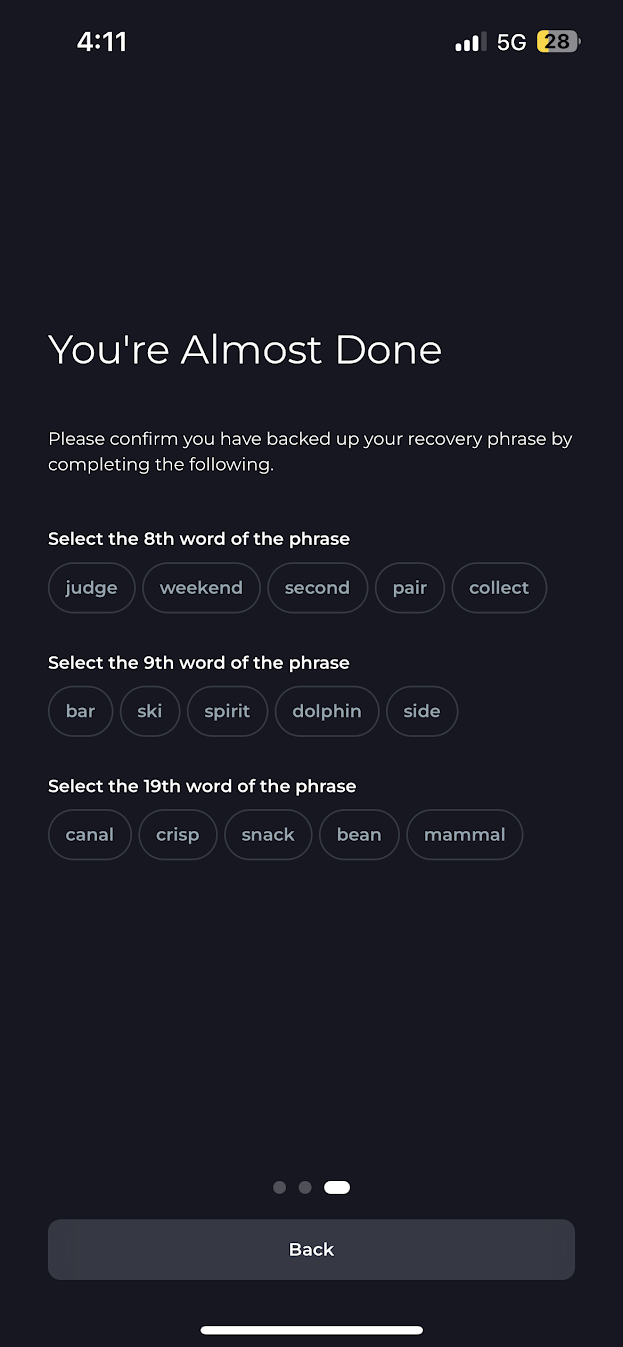 4:11 5G 28
You're Almost Done
Please confirm you have backed up your recovery phrase by
completing the following.
Select the 8th word of the phrase
judge weekend second pair collect
Select the 9th word of the phrase
bar ski spirit dolphin side
Select the 19th word of the phrase
canal crisp snack bean mammal
Back